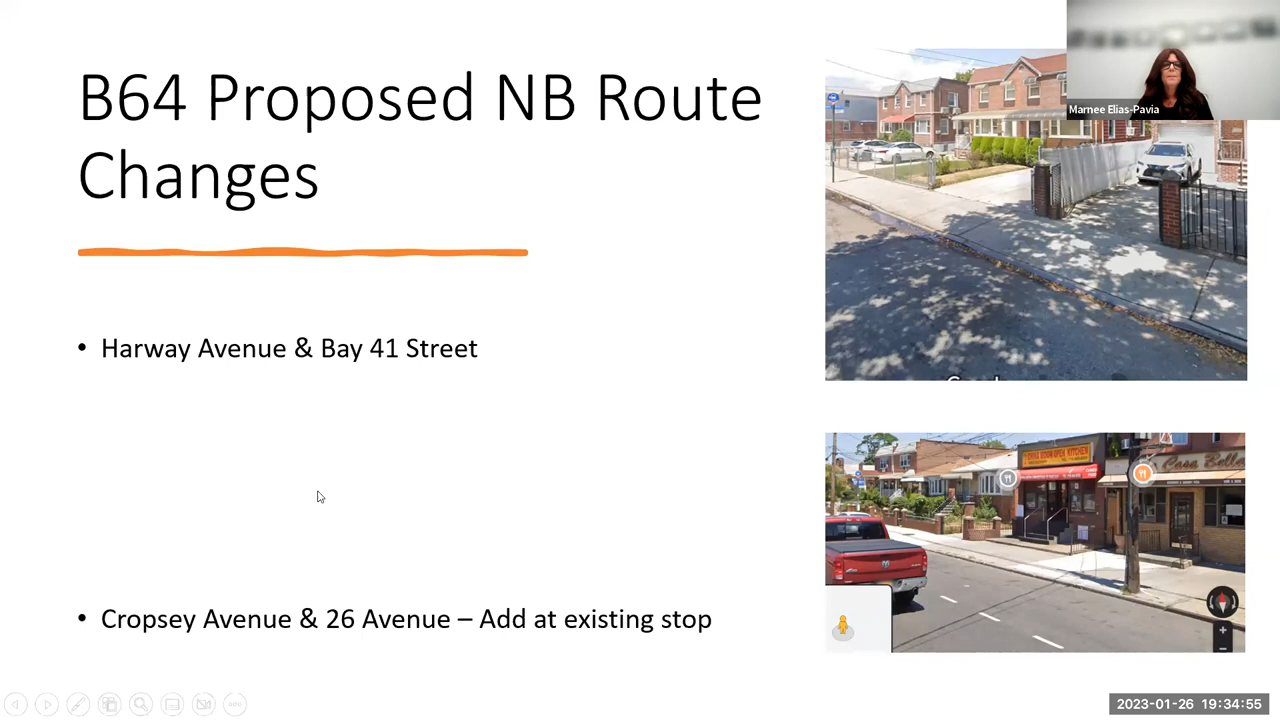 B64 Proposed NB Route
Changes
• Harway Avenue & Bay 41 Street
• Cropsey Avenue & 26 Avenue – Add at existing stop
Marnee Elias-Pavia
Casa Bella
2023-01-26 19:34:55